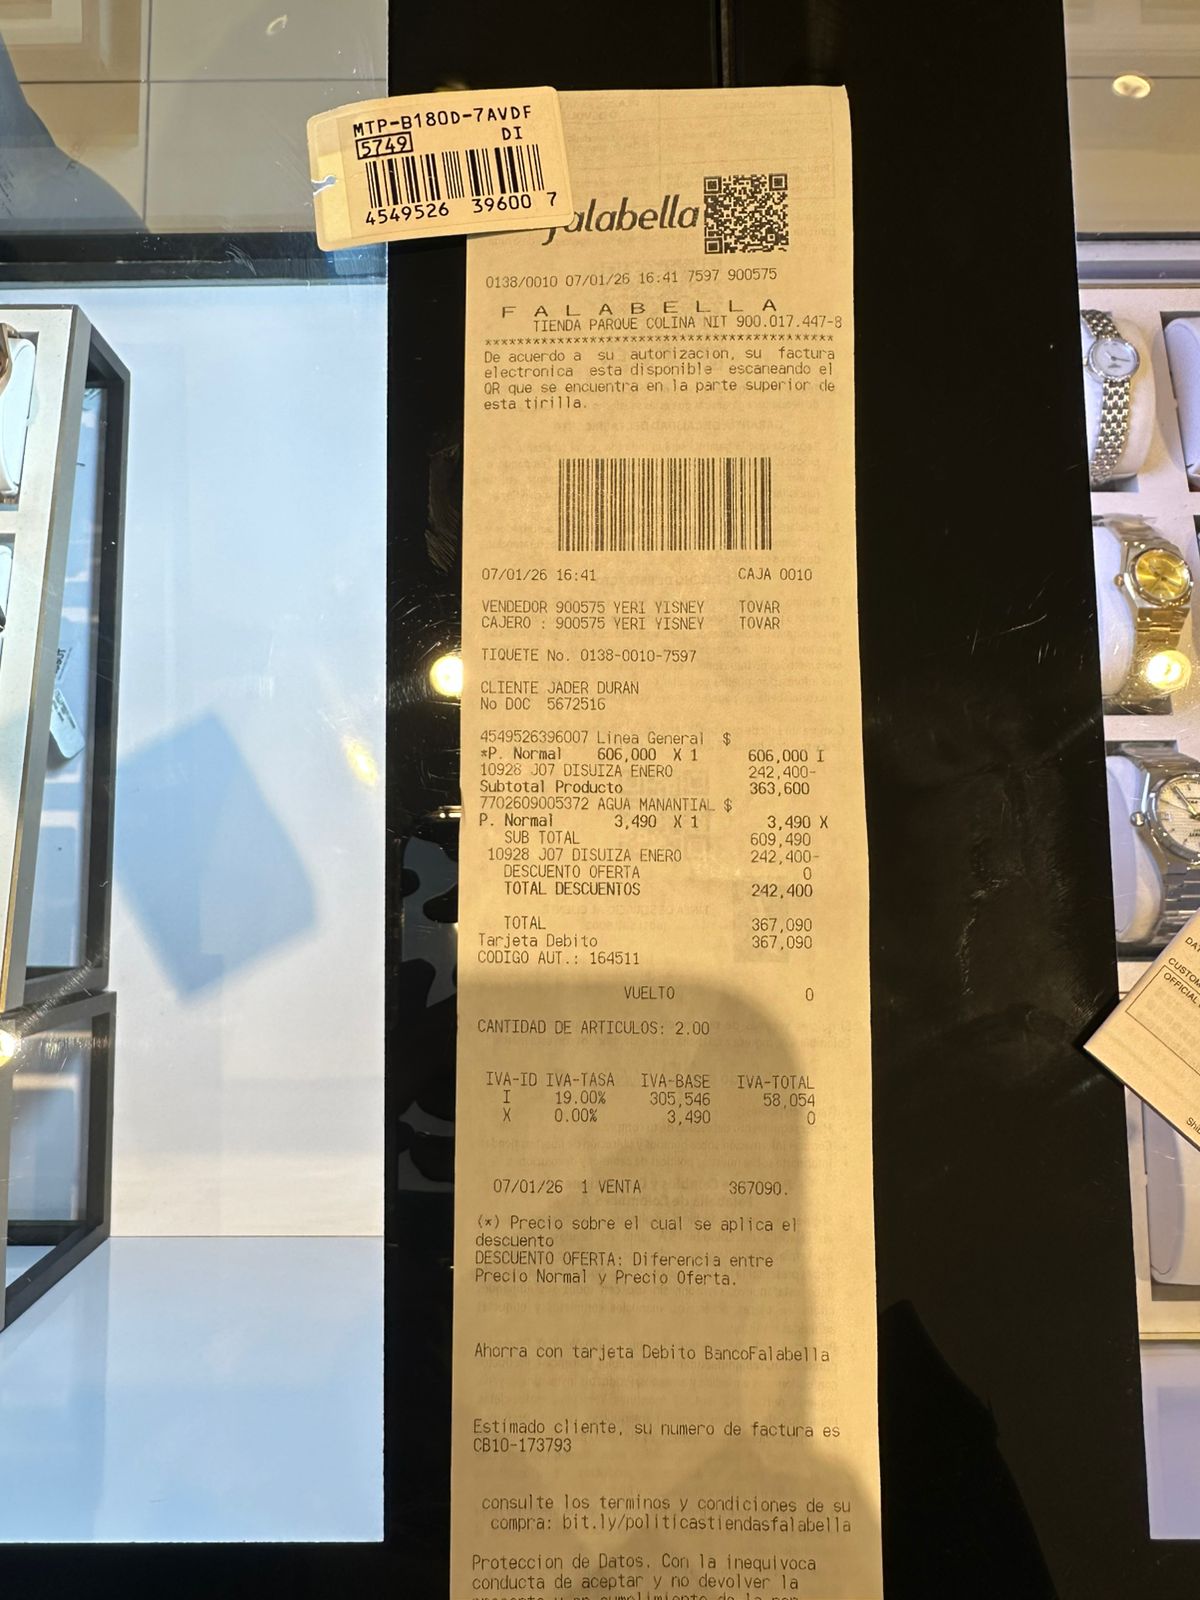 MTP-B180D-7AVDF
5749 DI
4549526 39600 7
falabella
0138/0010 07/01/26 16:41 7597 900575
F A L A B E L L A
TIENDA PARQUE COLINA NIT 900.017.447-8
****************************************
De acuerdo a su autorizacion, su factura
electronica esta disponible escaneando el
QR que se encuentra en la parte superior de
esta tirilla.
07/01/26 16:41 CAJA 0010
VENDEDOR 900575 YERI YISNEY TOVAR
CAJERO : 900575 YERI YISNEY TOVAR
TIQUETE No. 0138-0010-7597
CLIENTE JADER DURAN
No DOC 5672516
4549526396007 Linea General $
*P. Normal 606,000 X 1 606,000 I
10928 J07 DISUIZA ENERO 242,400-
Subtotal Producto 363,600
7702609005372 AGUA MANANTIAL $
P. Normal 3,490 X 1 3,490 X
SUB TOTAL 609,490
10928 J07 DISUIZA ENERO 242,400-
DESCUENTO OFERTA 0
TOTAL DESCUENTOS 242,400
TOTAL 367,090
Tarjeta Debito 367,090
CODIGO AUT.: 164511
VUELTO 0
CANTIDAD DE ARTICULOS: 2.00
IVA-ID IVA-TASA IVA-BASE IVA-TOTAL
I 19.00% 305,546 58,054
X 0.00% 3,490 0
07/01/26 1 VENTA 367090.
(*) Precio sobre el cual se aplica el
descuento
DESCUENTO OFERTA: Diferencia entre
Precio Normal y Precio Oferta.
Ahorra con tarjeta Debito BancoFalabella
Estimado cliente, su numero de factura es
CB10-173793
consulte los terminos y condiciones de su
compra: bit.ly/politicastiendasfalabella
Proteccion de Datos. Con la inequivoca
conducta de aceptar y no devolver la